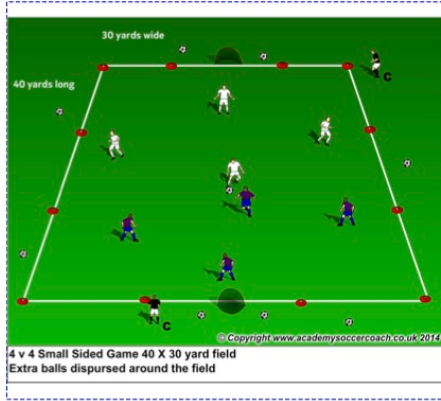 30 yards wide
C
40 yards long
C
© Copyright www.academysoccercoach.co.uk 2014
4 v 4 Small Sided Game 40 X 30 yard field
Extra balls dispursed around the field